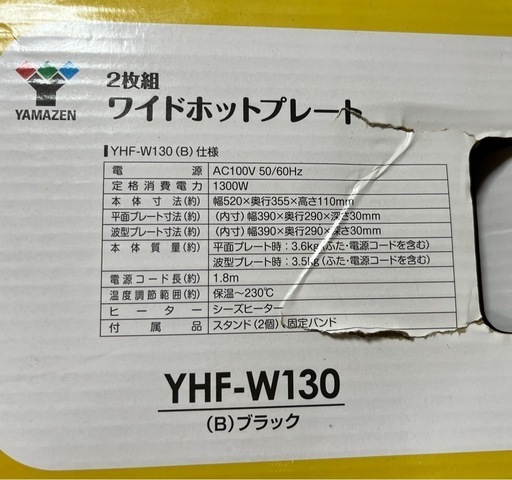 YAMAZEN
2枚組
ワイドホットプレート
YHF-W130(B)仕様
電源 AC100V 50/60Hz
定格消費電力 1300W
本体寸法(約) 幅520×奥行355×高さ110mm
平面プレート寸法(約) (内寸)幅390×奥行290×深さ30mm
波型プレート寸法(約) (内寸)幅390×奥行290×深さ30mm
本体質量(約) 平面プレート時：3.6kg(ふた・電源コードを含む)
波型プレート時：3.5kg(ふた・電源コードを含む)
電源コード長(約) 1.8m
温度調節範囲(約) 保温～230℃
ヒーター シーズヒーター
付属品 スタンド(2個)、固定バンド
YHF-W130
(B)ブラック